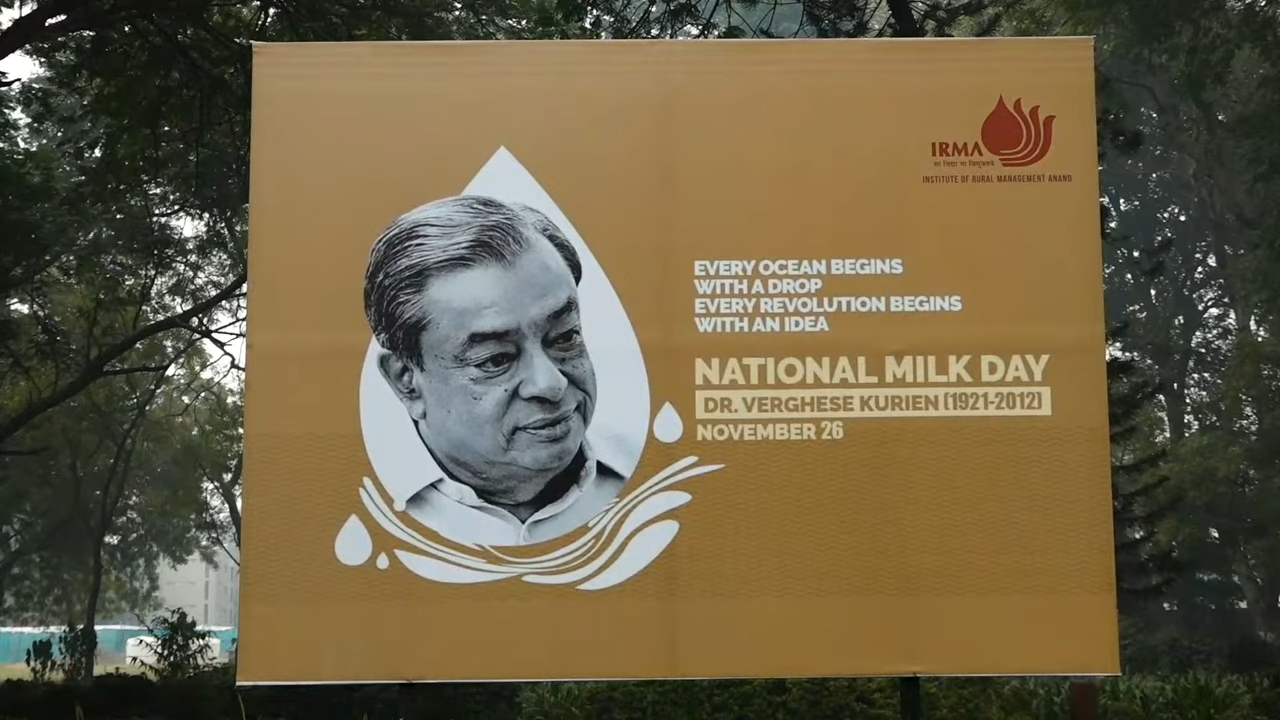 IRMA
सा विद्या या विमुक्तये
INSTITUTE OF RURAL MANAGEMENT ANAND
EVERY OCEAN BEGINS
WITH A DROP
EVERY REVOLUTION BEGINS
WITH AN IDEA
NATIONAL MILK DAY
DR. VERGHESE KURIEN (1921-2012)
NOVEMBER 26